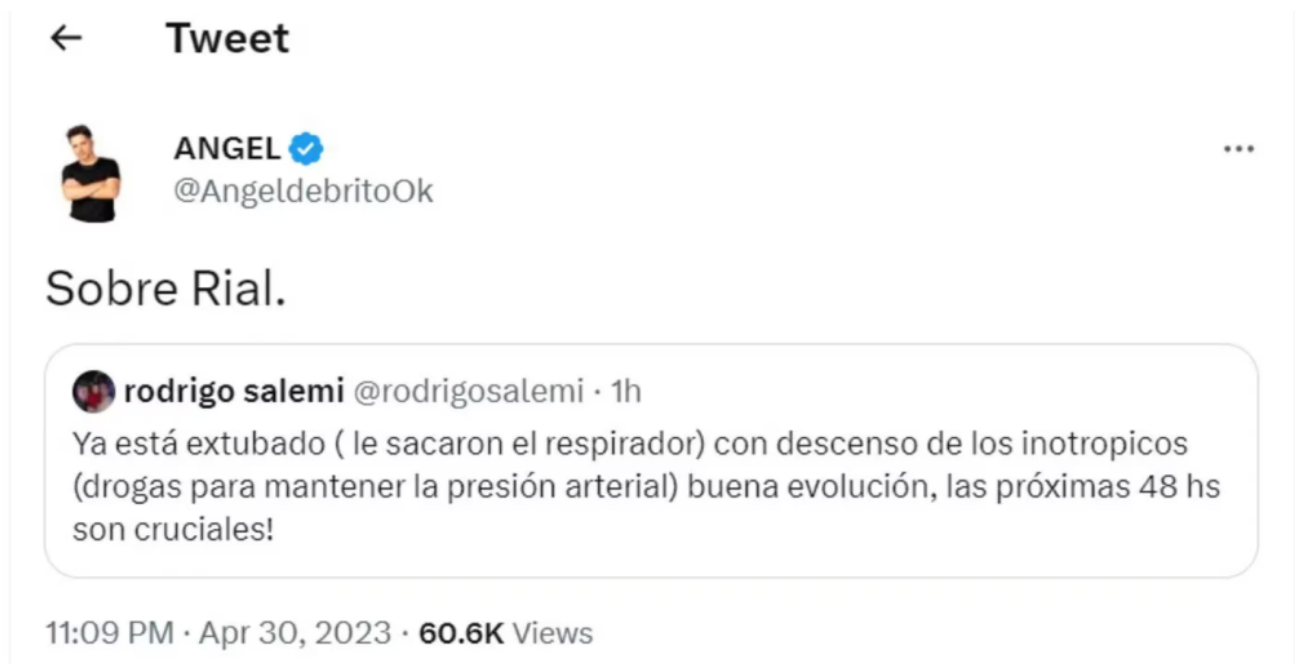 Tweet
ANGEL
@AngeldebritoOk
Sobre Rial.
rodrigo salemi @rodrigosalemi · 1h
Ya está extubado ( le sacaron el respirador) con descenso de los inotropicos
(drogas para mantener la presión arterial) buena evolución, las próximas 48 hs
son cruciales!
11:09 PM · Apr 30, 2023 · 60.6K Views